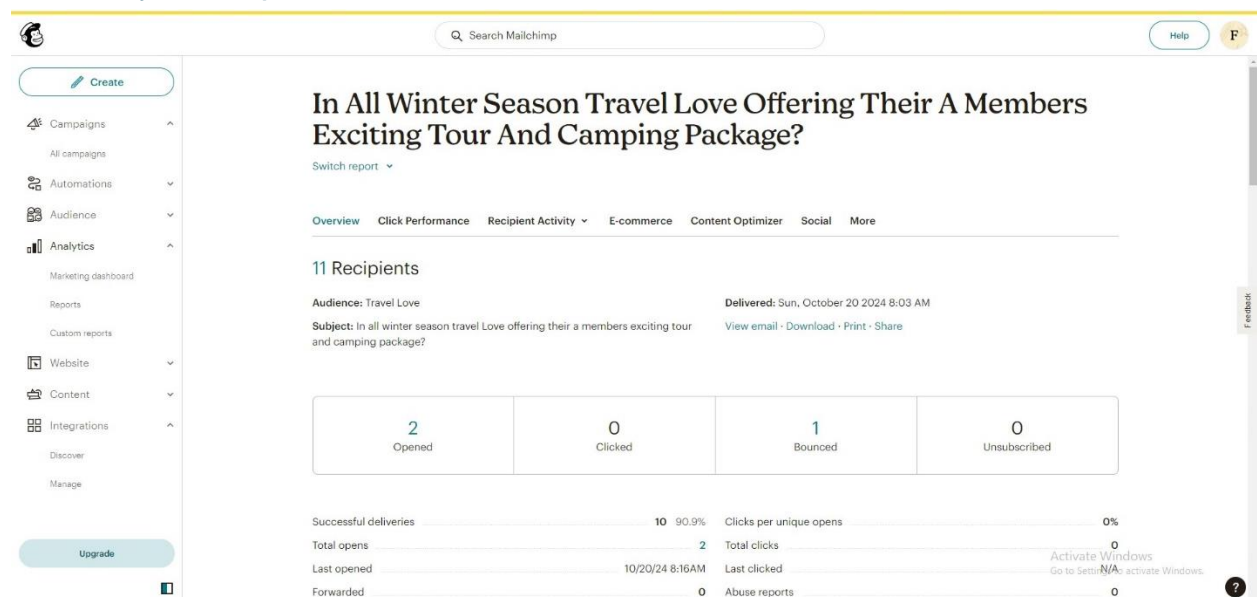 Search Mailchimp
Help
F
Create
Campaigns
All campaigns
Automations
Audience
Analytics
Marketing dashboard
Reports
Custom reports
Website
Content
Integrations
Discover
Manage
Upgrade
In All Winter Season Travel Love Offering Their A Members
Exciting Tour And Camping Package?
Switch report
Overview Click Performance Recipient Activity E-commerce Content Optimizer Social More
11 Recipients
Audience: Travel Love
Delivered: Sun, October 20 2024 8:03 AM
Subject: In all winter season travel Love offering their a members exciting tour
and camping package?
View email · Download · Print · Share
2 0 1 0
Opened Clicked Bounced Unsubscribed
Successful deliveries 10 90.9% Clicks per unique opens 0%
Total opens 2 Total clicks 0
Last opened 10/20/24 8:16AM Last clicked N/A
Forwarded 0 Abuse reports 0
Feedback
Activate Windows
Go to Settings to activate Windows.
?